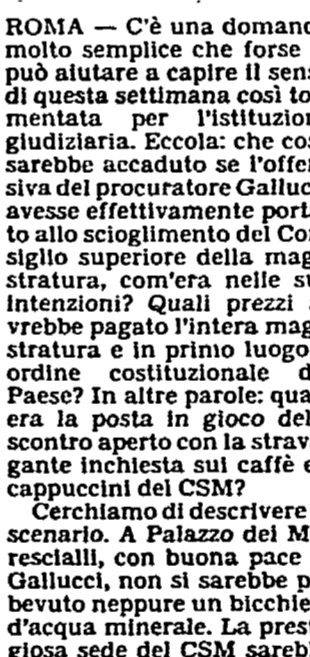 ROMA — C'è una domand
molto semplice che forse
può aiutare a capire il sens
di questa settimana così to
mentata per l'istituzion
giudiziaria. Eccola: che cos
sarebbe accaduto se l'offen
siva del procuratore Galluc
avesse effettivamente port
to allo scioglimento del Co
siglio superiore della mag
stratura, com'era nelle su
intenzioni? Quali prezzi
vrebbe pagato l'intera mag
stratura e in primo luogo
ordine costituzionale d
Paese? In altre parole: qua
era la posta in gioco del
scontro aperto con la strav
gante inchiesta sui caffè e
cappuccini del CSM?
Cerchiamo di descrivere
scenario. A Palazzo dei M
rescialli, con buona pace
Gallucci, non si sarebbe p
bevuto neppure un bicchie
d'acqua minerale. La pres
giosa sede del CSM sareb